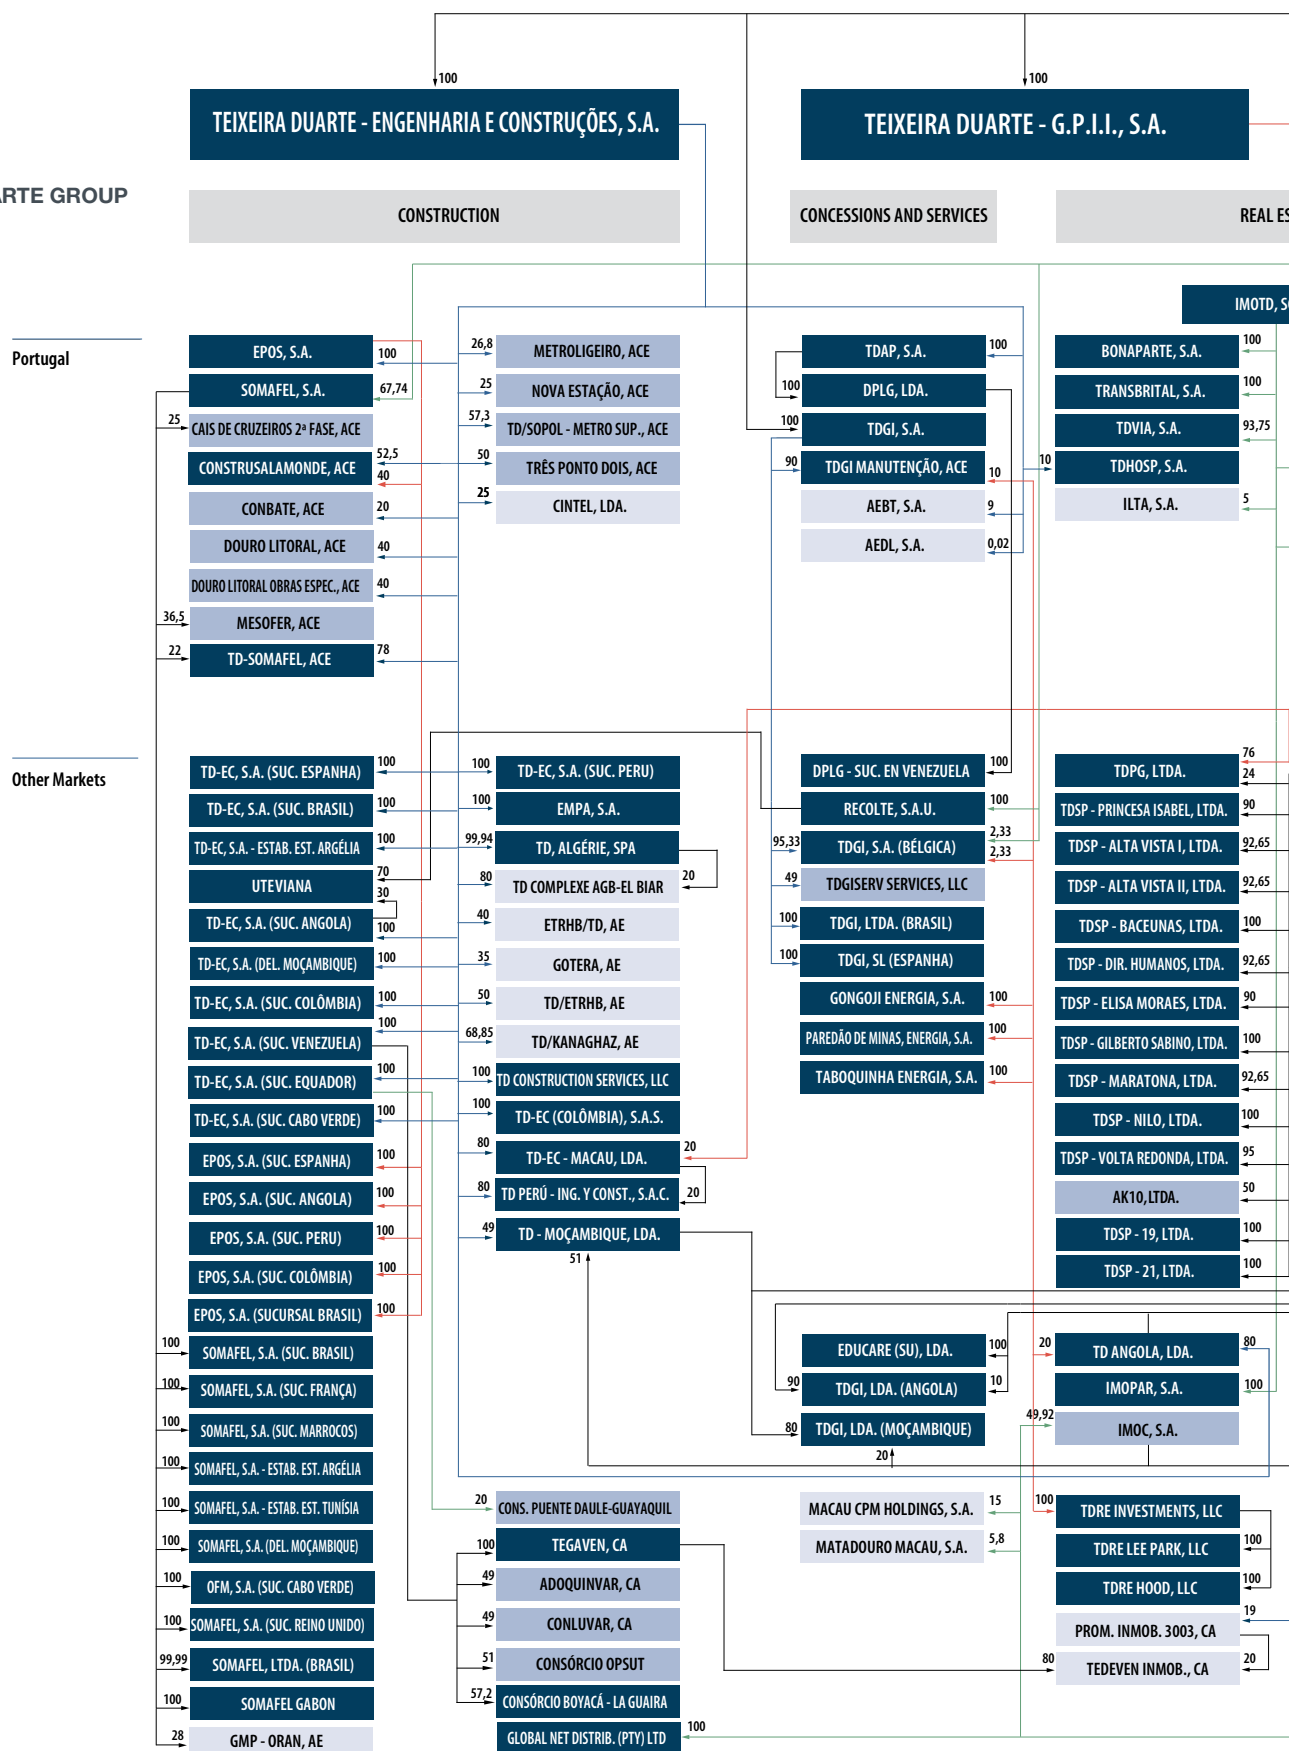 100
100
TEIXEIRA DUARTE - ENGENHARIA E CONSTRUÇÕES, S.A.
TEIXEIRA DUARTE - G.P.I.I., S.A.
ARTE GROUP
CONSTRUCTION
CONCESSIONS AND SERVICES
REAL ES
IMOTD, S
Portugal
EPOS, S.A.
100
26,8
METROLIGEIRO, ACE
TDAP, S.A.
100
BONAPARTE, S.A.
100
SOMAFEL, S.A.
67,74
25
NOVA ESTAÇÃO, ACE
100
DPLG, LDA.
TRANSBRITAL, S.A.
100
25
CAIS DE CRUZEIROS 2ª FASE, ACE
57,3
TD/SOPOL - METRO SUP., ACE
100
TDGI, S.A.
TDVIA, S.A.
93,75
CONSTRUSALAMONDE, ACE
52,5
40
50
TRÊS PONTO DOIS, ACE
90
TDGI MANUTENÇÃO, ACE
10
10
TDHOSP, S.A.
CONBATE, ACE
20
25
CINTEL, LDA.
AEBT, S.A.
9
ILTA, S.A.
5
DOURO LITORAL, ACE
40
AEDL, S.A.
0,02
DOURO LITORAL OBRAS ESPEC., ACE
40
36,5
MESOFER, ACE
22
TD-SOMAFEL, ACE
78
Other Markets
TD-EC, S.A. (SUC. ESPANHA)
100
100
TD-EC, S.A. (SUC. PERU)
DPLG - SUC. EN VENEZUELA
100
TDPG, LTDA.
76
24
TD-EC, S.A. (SUC. BRASIL)
100
100
EMPA, S.A.
RECOLTE, S.A.U.
100
TDSP - PRINCESA ISABEL, LTDA.
90
TD-EC, S.A. - ESTAB. EST. ARGÉLIA
100
99,94
TD, ALGÉRIE, SPA
95,33
TDGI, S.A. (BÉLGICA)
2,33
2,33
TDSP - ALTA VISTA I, LTDA.
92,65
UTEVIANA
70
30
80
TD COMPLEXE AGB-EL BIAR
20
49
TDGISERV SERVICES, LLC
TDSP - ALTA VISTA II, LTDA.
92,65
TD-EC, S.A. (SUC. ANGOLA)
100
40
ETRHB/TD, AE
100
TDGI, LTDA. (BRASIL)
TDSP - BACEUNAS, LTDA.
100
TD-EC, S.A. (DEL. MOÇAMBIQUE)
100
35
GOTERA, AE
100
TDGI, SL (ESPANHA)
TDSP - DIR. HUMANOS, LTDA.
92,65
TD-EC, S.A. (SUC. COLÔMBIA)
100
50
TD/ETRHB, AE
GONGOJI ENERGIA, S.A.
100
TDSP - ELISA MORAES, LTDA.
90
TD-EC, S.A. (SUC. VENEZUELA)
100
68,85
TD/KANAGHAZ, AE
PAREDÃO DE MINAS, ENERGIA, S.A.
100
TDSP - GILBERTO SABINO, LTDA.
100
TD-EC, S.A. (SUC. EQUADOR)
100
100
TD CONSTRUCTION SERVICES, LLC
TABOQUINHA ENERGIA, S.A.
100
TDSP - MARATONA, LTDA.
92,65
TD-EC, S.A. (SUC. CABO VERDE)
100
100
TD-EC (COLÔMBIA), S.A.S.
TDSP - NILO, LTDA.
100
EPOS, S.A. (SUC. ESPANHA)
100
80
TD-EC - MACAU, LDA.
20
TDSP - VOLTA REDONDA, LTDA.
95
EPOS, S.A. (SUC. ANGOLA)
100
80
TD PERÚ - ING. Y CONST., S.A.C.
20
AK10, LTDA.
50
EPOS, S.A. (SUC. PERU)
100
49
TD - MOÇAMBIQUE, LDA.
51
TDSP - 19, LTDA.
100
EPOS, S.A. (SUC. COLÔMBIA)
100
TDSP - 21, LTDA.
100
EPOS, S.A. (SUCURSAL BRASIL)
100
100
SOMAFEL, S.A. (SUC. BRASIL)
EDUCARE (SU), LDA.
100
20
TD ANGOLA, LDA.
80
100
SOMAFEL, S.A. (SUC. FRANÇA)
90
TDGI, LDA. (ANGOLA)
10
IMOPAR, S.A.
100
100
SOMAFEL, S.A. (SUC. MARROCOS)
80
TDGI, LDA. (MOÇAMBIQUE)
20
49,92
IMOC, S.A.
100
SOMAFEL, S.A. - ESTAB. EST. ARGÉLIA
100
SOMAFEL, S.A. - ESTAB. EST. TUNÍSIA
20
CONS. PUENTE DAULE-GUAYAQUIL
MACAU CPM HOLDINGS, S.A.
15
100
TDRE INVESTMENTS, LLC
100
SOMAFEL, S.A. (DEL. MOÇAMBIQUE)
100
TEGAVEN, CA
MATADOURO MACAU, S.A.
5,8
TDRE LEE PARK, LLC
100
100
OFM, S.A. (SUC. CABO VERDE)
49
ADOQUINVAR, CA
TDRE HOOD, LLC
100
100
SOMAFEL, S.A. (SUC. REINO UNIDO)
49
CONLUVAR, CA
PROM. INMOB. 3003, CA
19
99,99
SOMAFEL, LTDA. (BRASIL)
51
CONSÓRCIO OPSUT
80
TEDEVEN INMOB., CA
20
100
SOMAFEL GABON
57,2
CONSÓRCIO BOYACÁ - LA GUAIRA
28
GMP - ORAN, AE
GLOBAL NET DISTRIB. (PTY) LTD
100